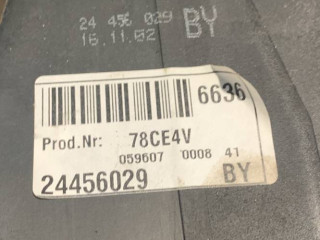 24 456 029 BY
16.11.02
6636
Prod.Nr: 78CE4V
059607 0008 41
24456029 BY